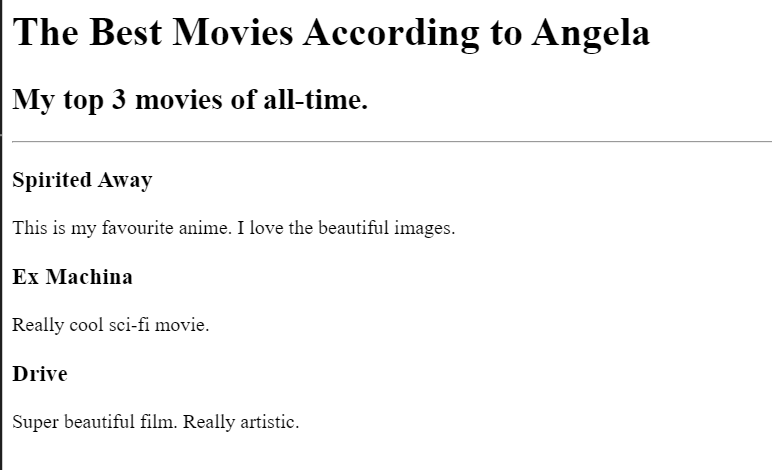 The Best Movies According to Angela
My top 3 movies of all-time.
Spirited Away
This is my favourite anime. I love the beautiful images.
Ex Machina
Really cool sci-fi movie.
Drive
Super beautiful film. Really artistic.